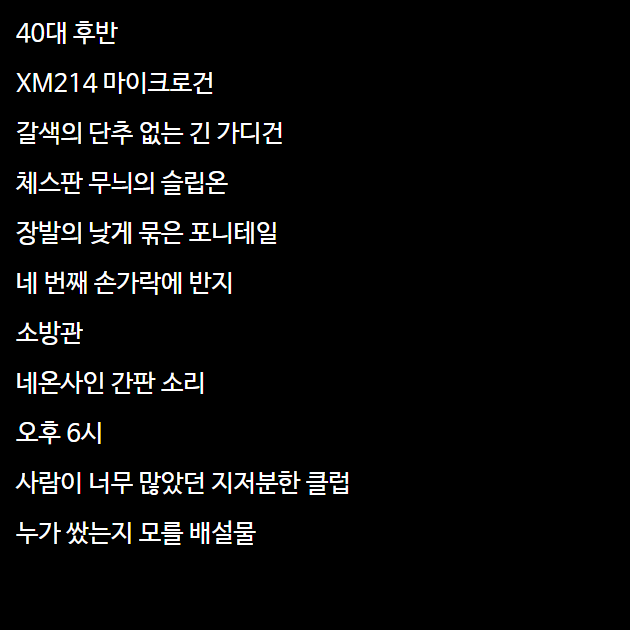 40대 후반
XM214 마이크로건
갈색의 단추 없는 긴 가디건
체스판 무늬의 슬립온
장발의 낮게 묶은 포니테일
네 번째 손가락에 반지
소방관
네온사인 간판 소리
오후 6시
사람이 너무 많았던 지저분한 클럽
누가 쌌는지 모를 배설물